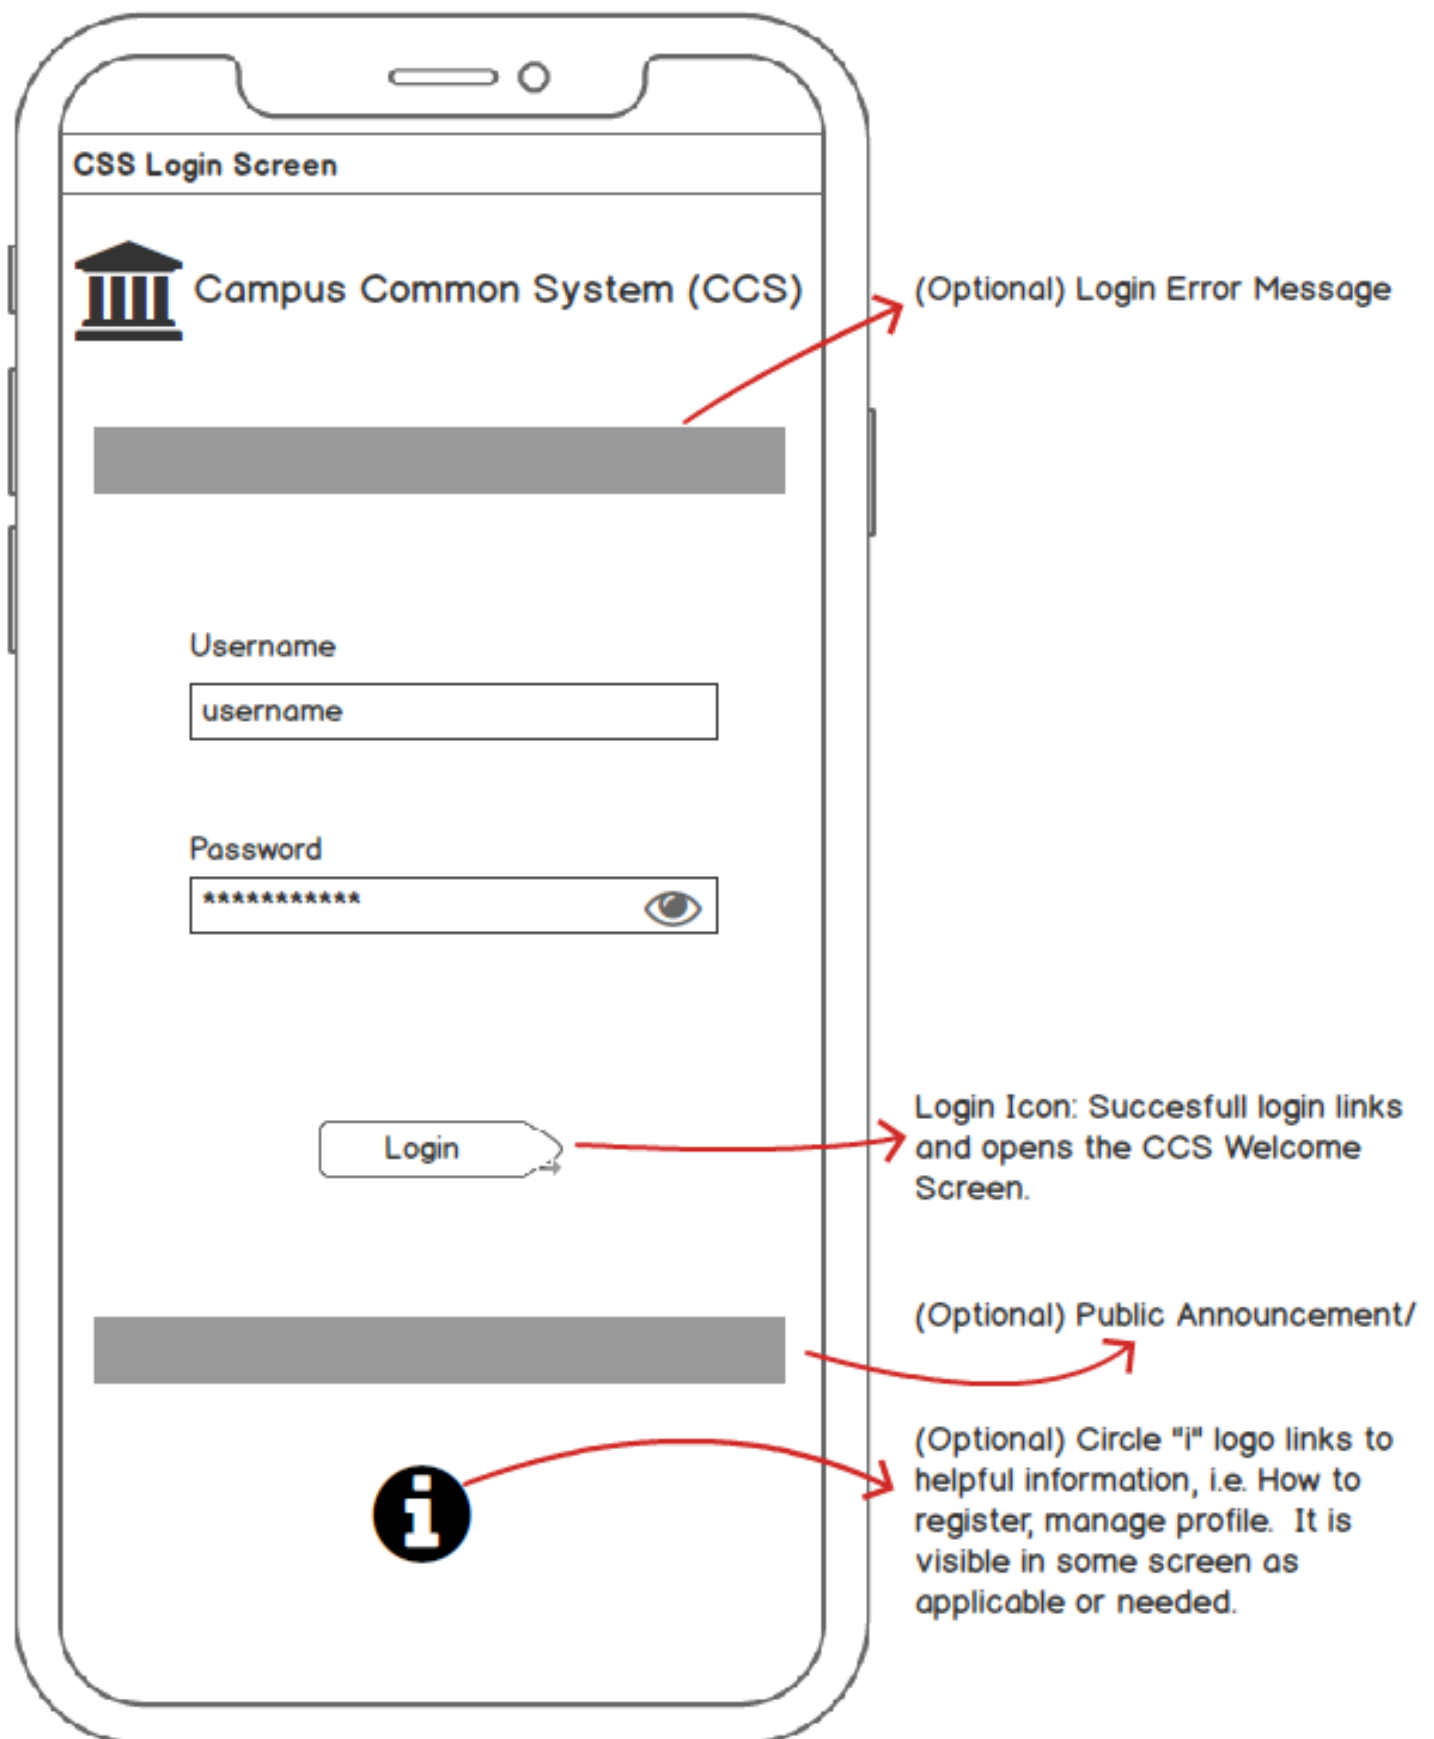 CSS Login Screen
Campus Common System (CCS)
(Optional) Login Error Message
Username
username
Password
***********
Login
Login Icon: Succesfull login links
and opens the CCS Welcome
Screen.
(Optional) Public Announcement/
(Optional) Circle "i" logo links to
helpful information, i.e. How to
register, manage profile.  It is
visible in some screen as
applicable or needed.
i